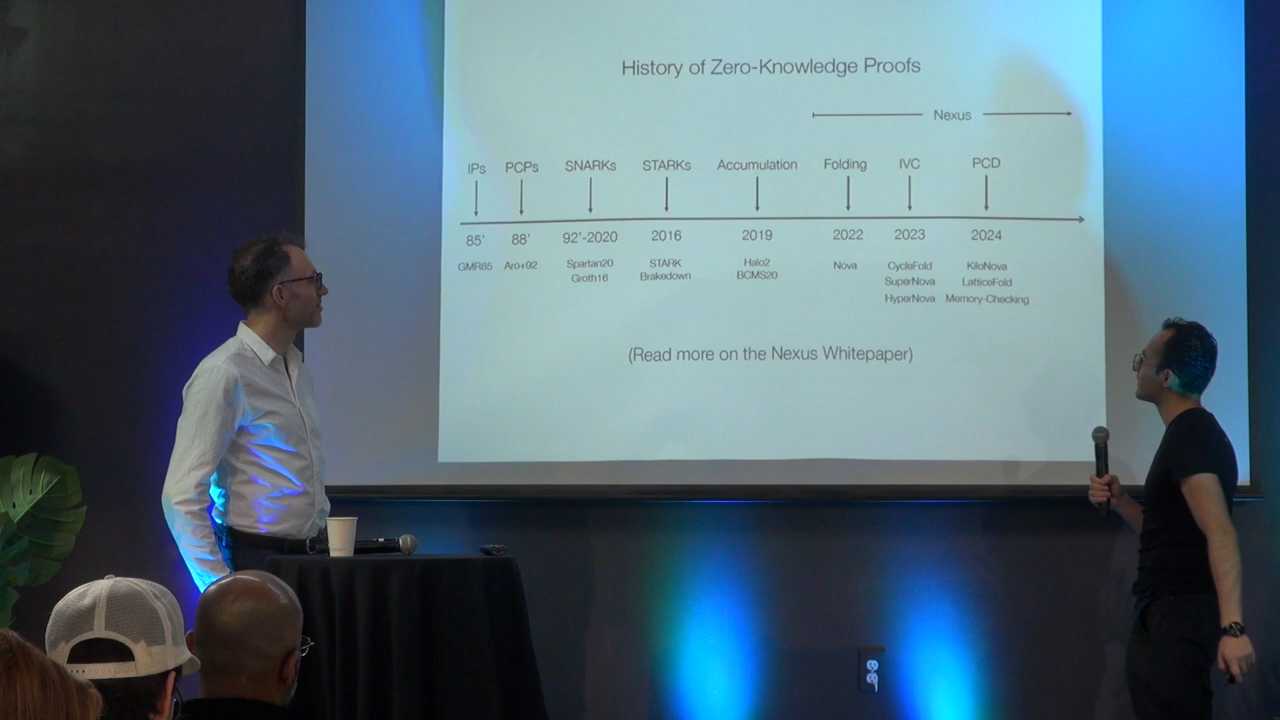 History of Zero-Knowledge Proofs
Nexus
IPs PCPs SNARKs STARKs Accumulation Folding IVC PCD
85' 88' 92'-2020 2016 2019 2022 2023 2024
GMR85 Aro+92 Spartan20 STARK Halo2 Nova CycleFold KiloNova
Groth16 Brakedown BCMS20 SuperNova LatticeFold
HyperNova Memory-Checking
(Read more on the Nexus Whitepaper)